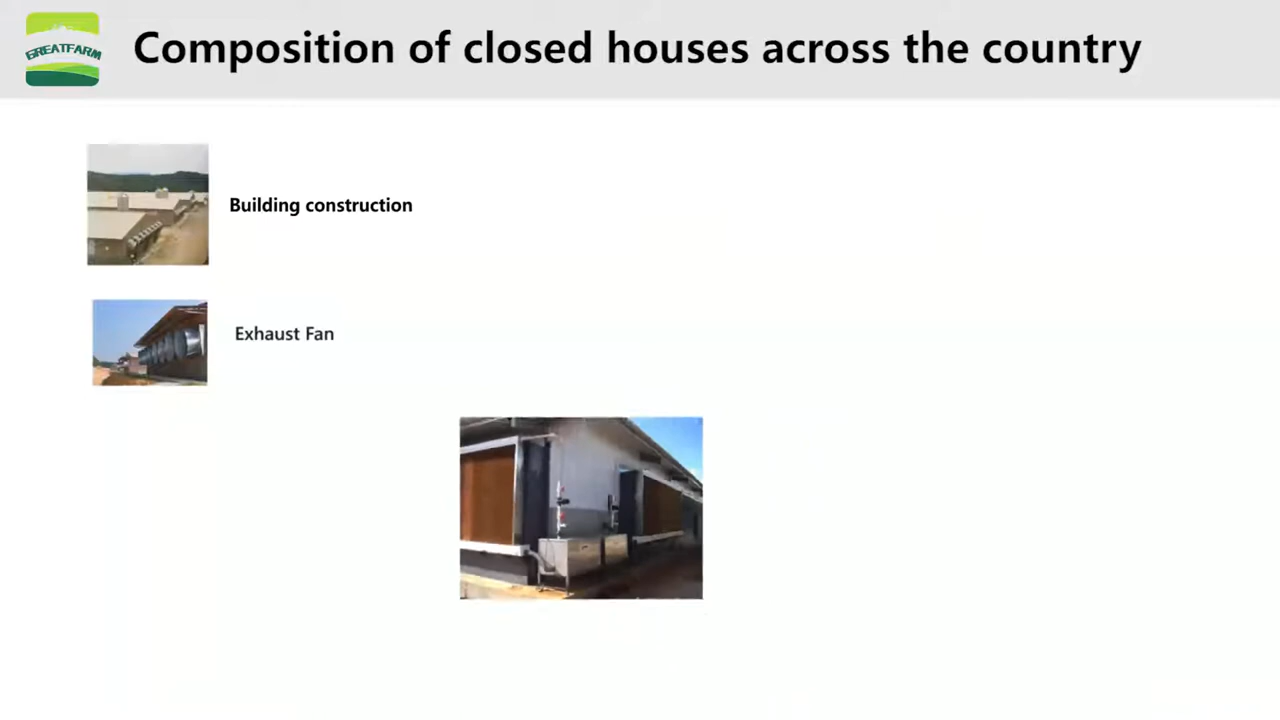 GREATFARM
Composition of closed houses across the country
Building construction
Exhaust Fan